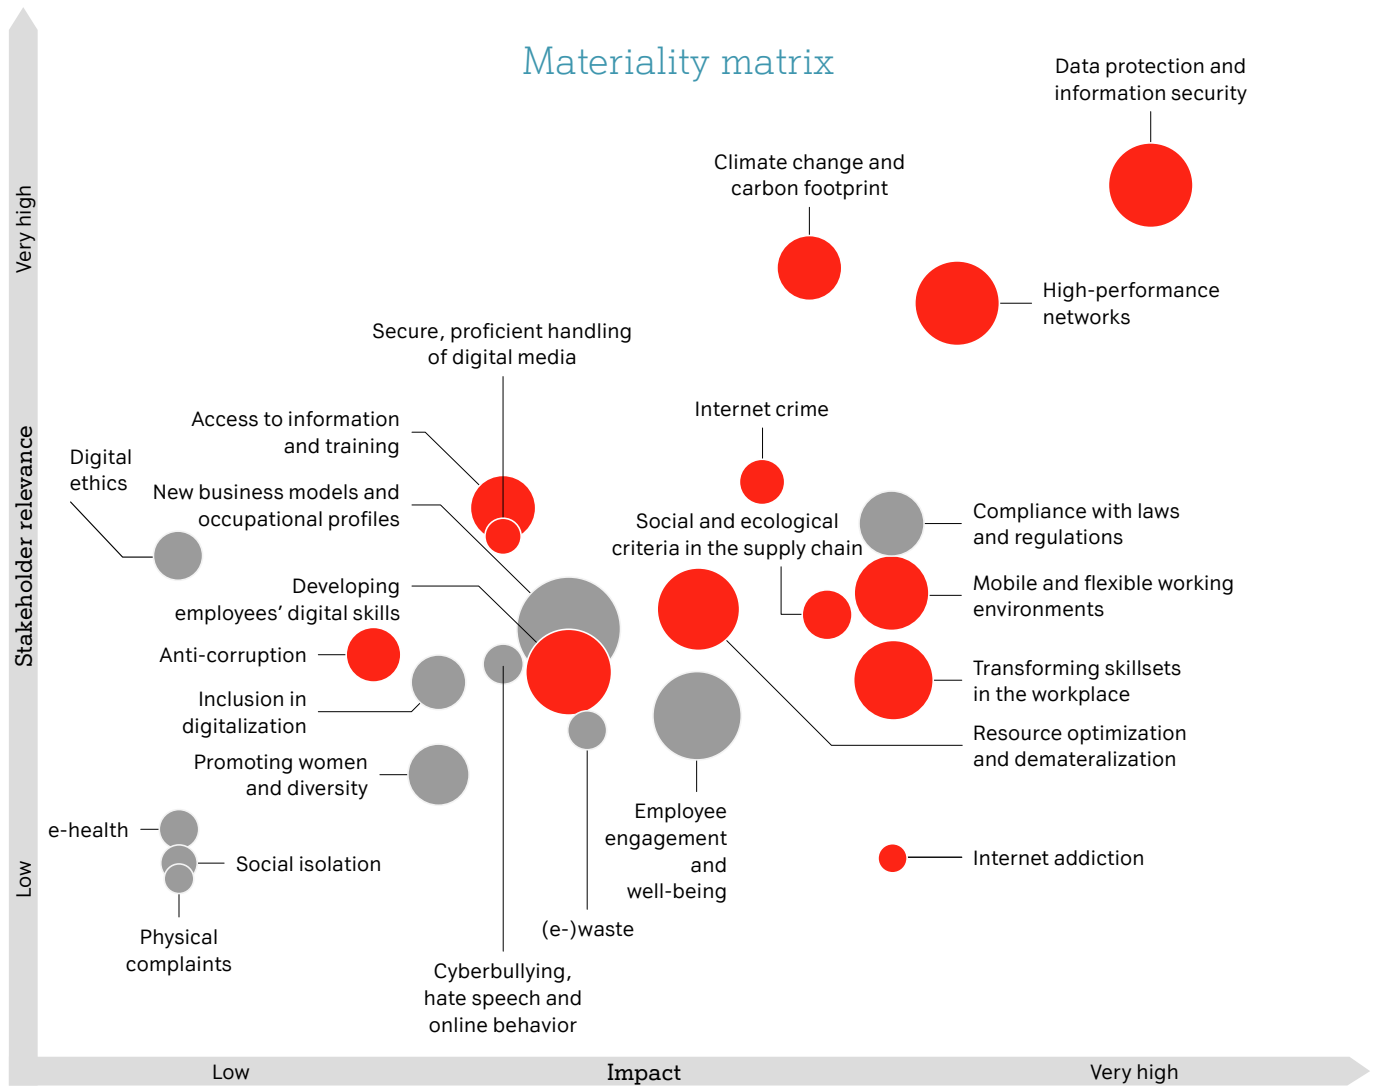 Materiality matrix
Data protection and
information security
Climate change and
carbon footprint
Very high
High-performance
networks
Secure, proficient handling
of digital media
Access to information
and training
Internet crime
Digital
ethics
New business models and
occupational profiles
Social and ecological
criteria in the supply chain
Compliance with laws
and regulations
Stakeholder relevance
Developing
employees’ digital skills
Mobile and flexible working
environments
Anti-corruption
Transforming skillsets
in the workplace
Inclusion in
digitalization
Resource optimization
and demateralization
Promoting women
and diversity
Employee
engagement
and
well-being
e-health
Social isolation
Internet addiction
Low
Physical
complaints
(e-)waste
Cyberbullying,
hate speech and
online behavior
Low
Impact
Very high